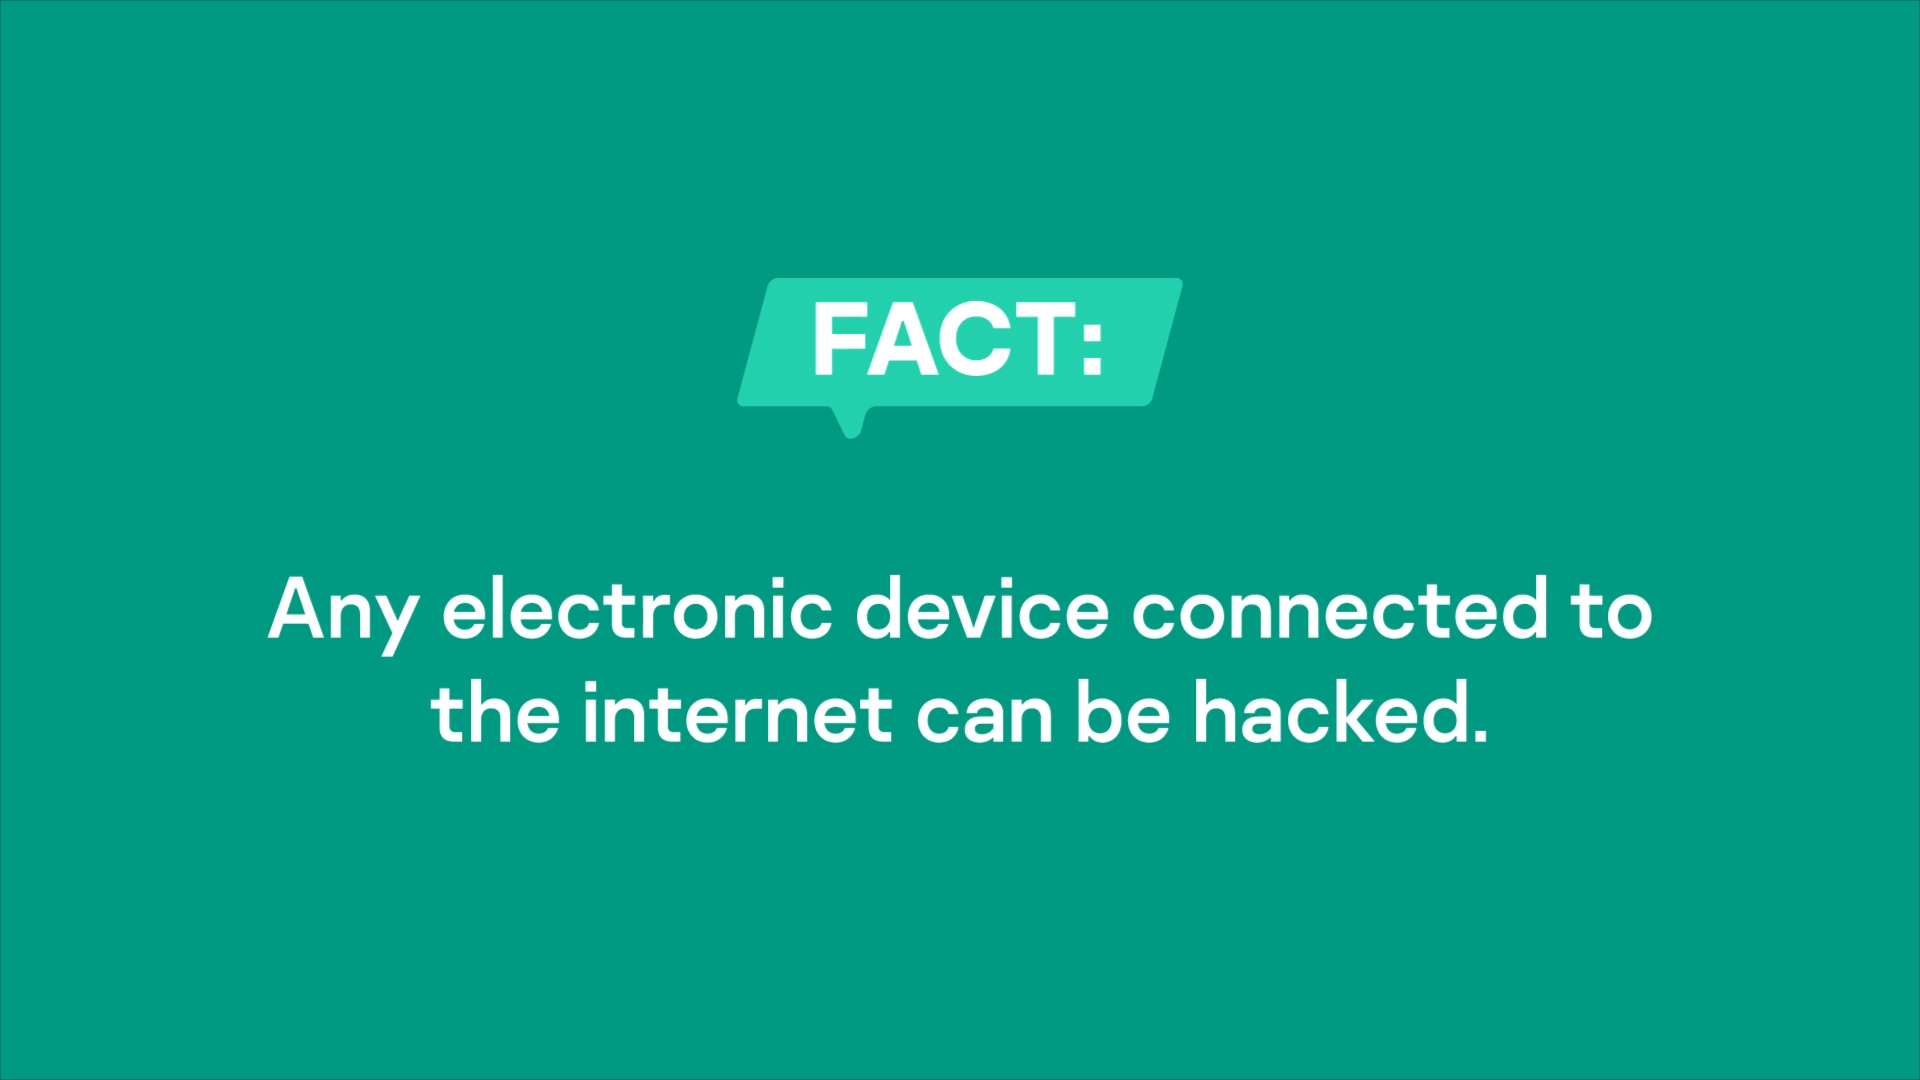 FACT:
Any electronic device connected to
the internet can be hacked.